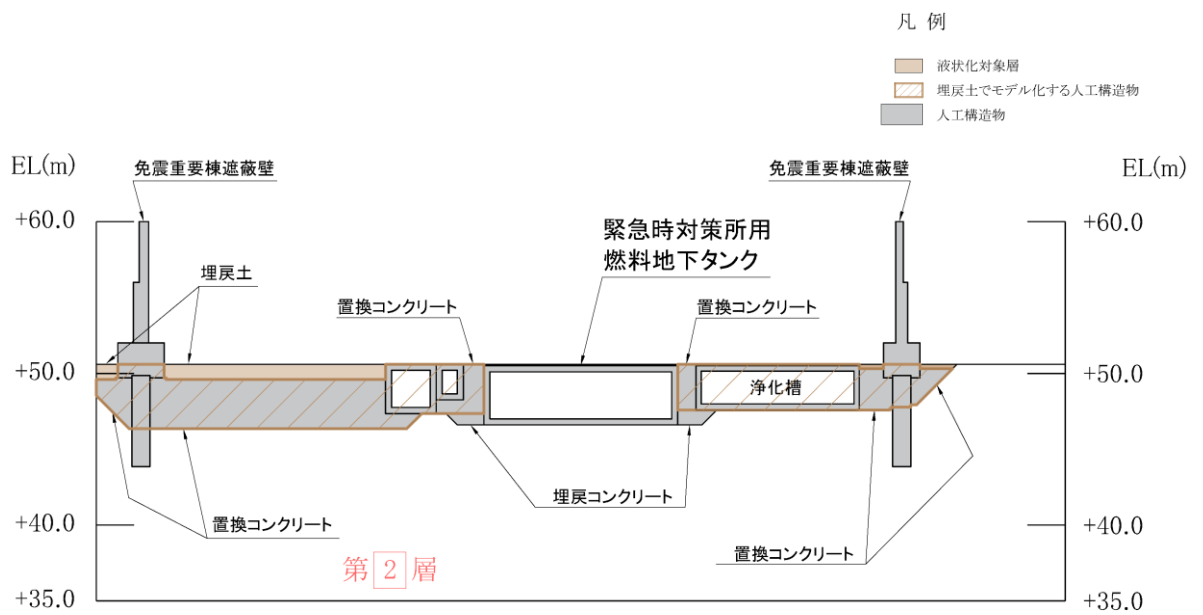 凡 例
液状化対象層
埋戻土でモデル化する人工構造物
人工構造物
EL(m)
EL(m)
免震重要棟遮蔽壁
免震重要棟遮蔽壁
+60.0
+60.0
緊急時対策所用
燃料地下タンク
埋戻土
置換コンクリート
置換コンクリート
+50.0
+50.0
浄化槽
埋戻コンクリート
置換コンクリート
+40.0
+40.0
置換コンクリート
第 2 層
+35.0
+35.0